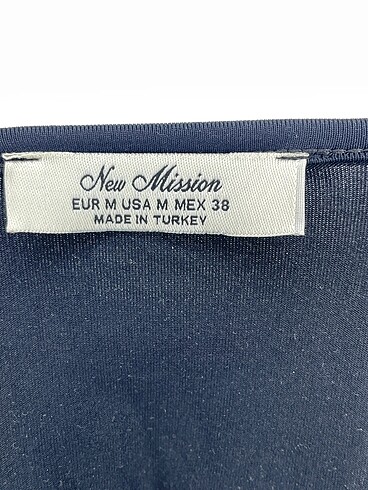 New Mission
EUR M USA M MEX 38
MADE IN TURKEY